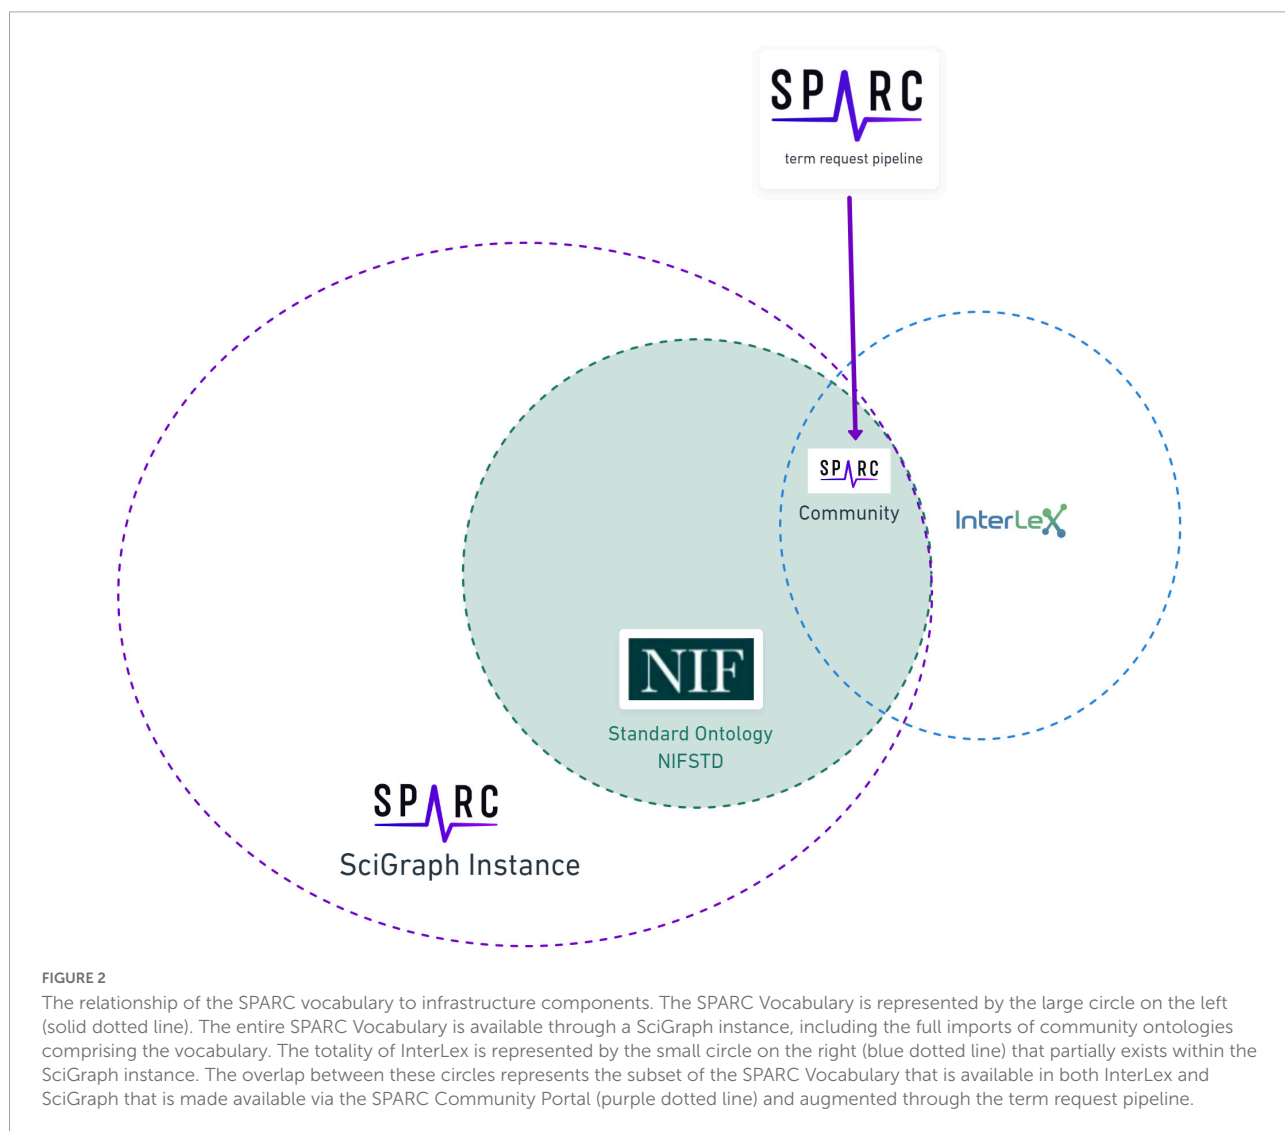 SPARC
term request pipeline
SPARC
Community
InterLeX
NIF
Standard Ontology
NIFSTD
SPARC
SciGraph Instance
FIGURE 2
The relationship of the SPARC vocabulary to infrastructure components. The SPARC Vocabulary is represented by the large circle on the left
(solid dotted line). The entire SPARC Vocabulary is available through a SciGraph instance, including the full imports of community ontologies
comprising the vocabulary. The totality of InterLex is represented by the small circle on the right (blue dotted line) that partially exists within the
SciGraph instance. The overlap between these circles represents the subset of the SPARC Vocabulary that is available in both InterLex and
SciGraph that is made available via the SPARC Community Portal (purple dotted line) and augmented through the term request pipeline.